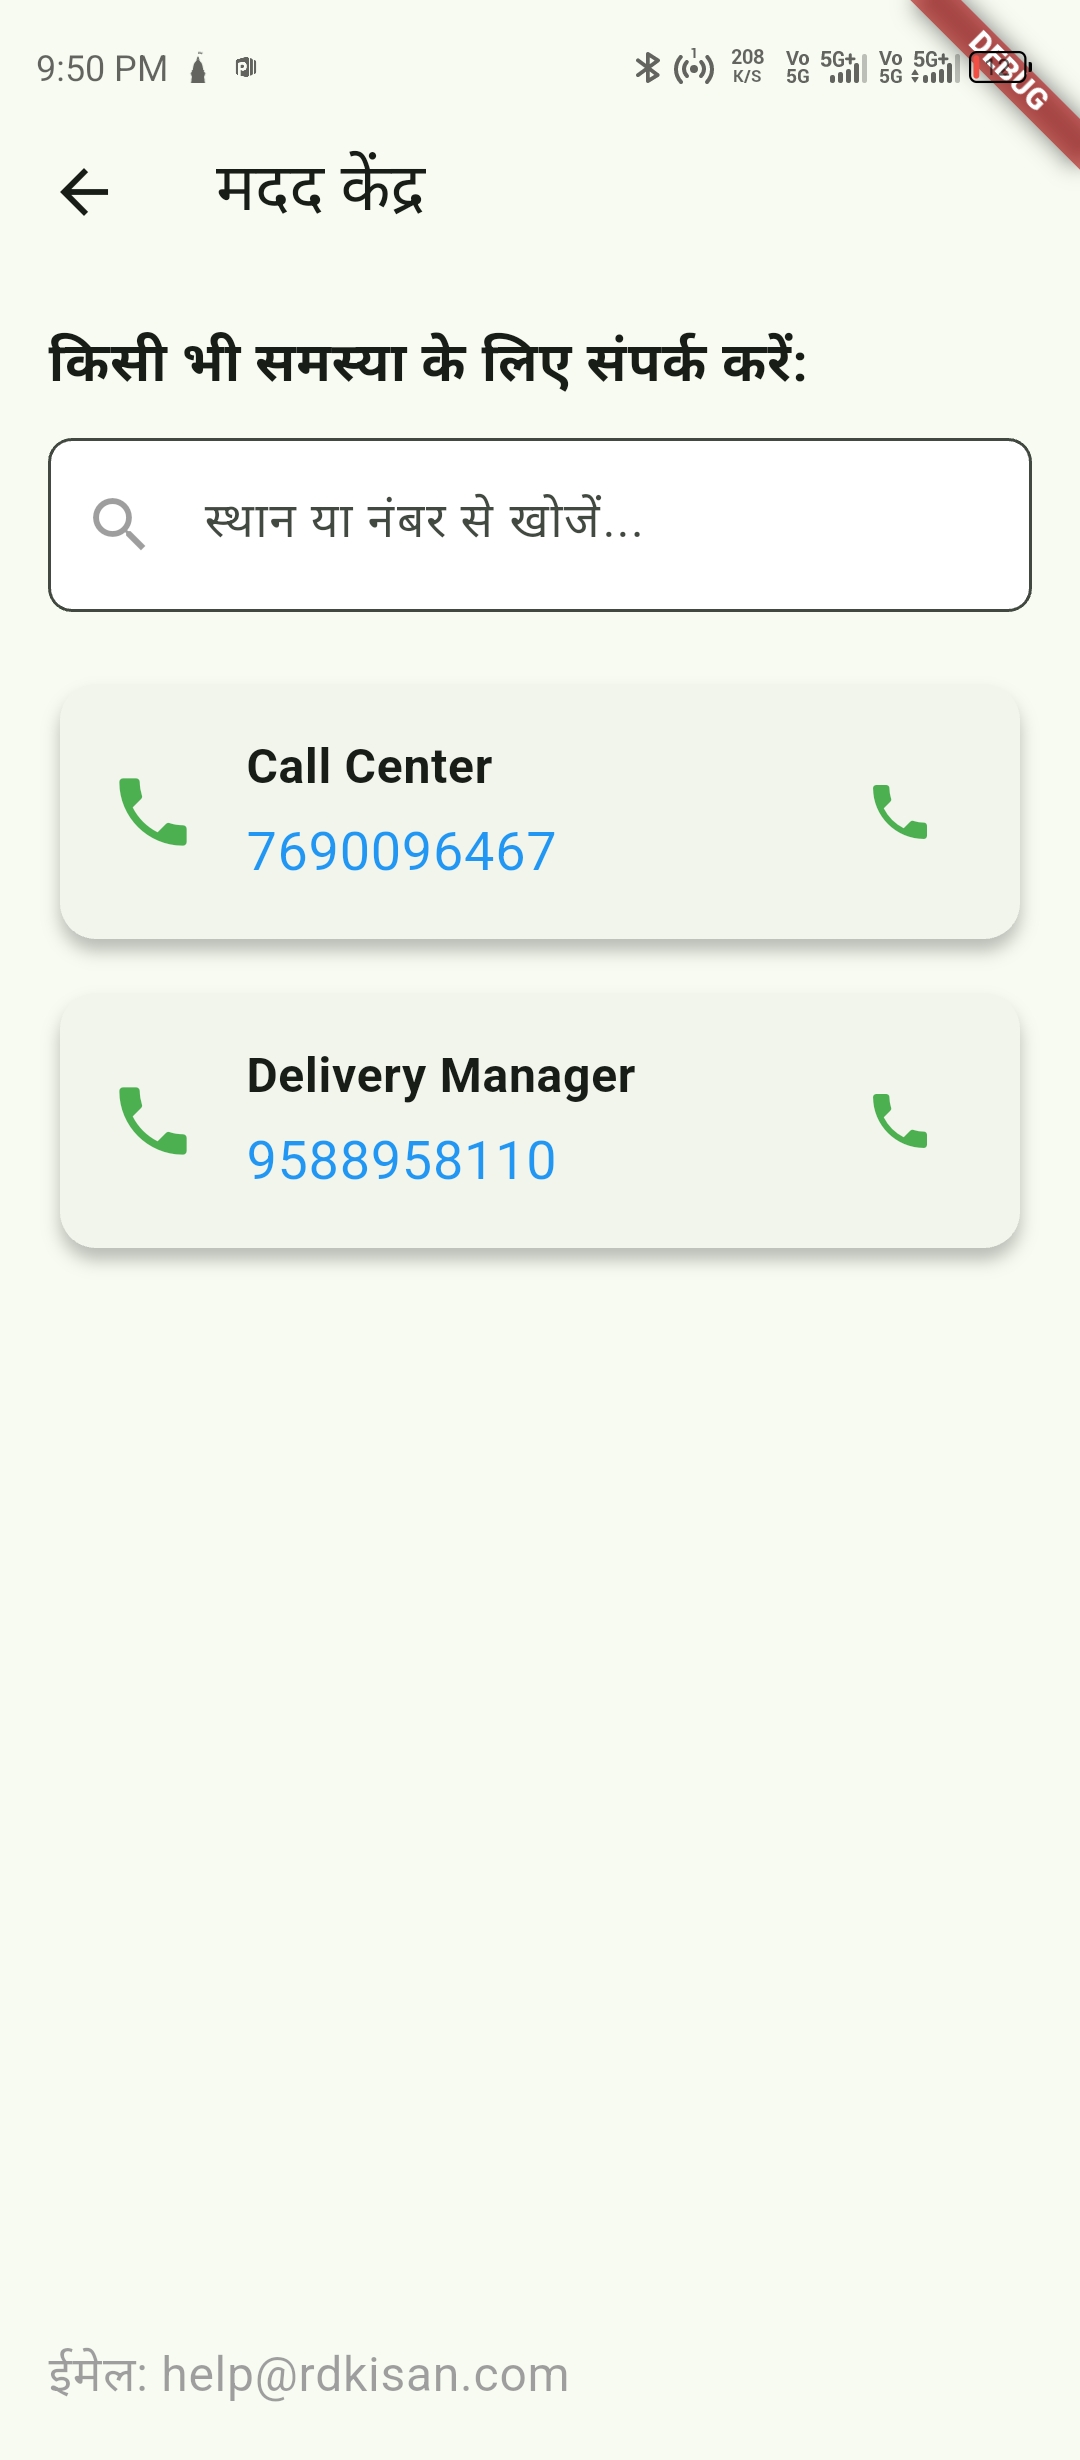 9:50 PM
208 K/S
Vo 5G
5G+
Vo 5G
5G+
DEBUG
मदद केंद्र
किसी भी समस्या के लिए संपर्क करें:
स्थान या नंबर से खोजें...
Call Center
7690096467
Delivery Manager
9588958110
ईमेल: help@rdkisan.com